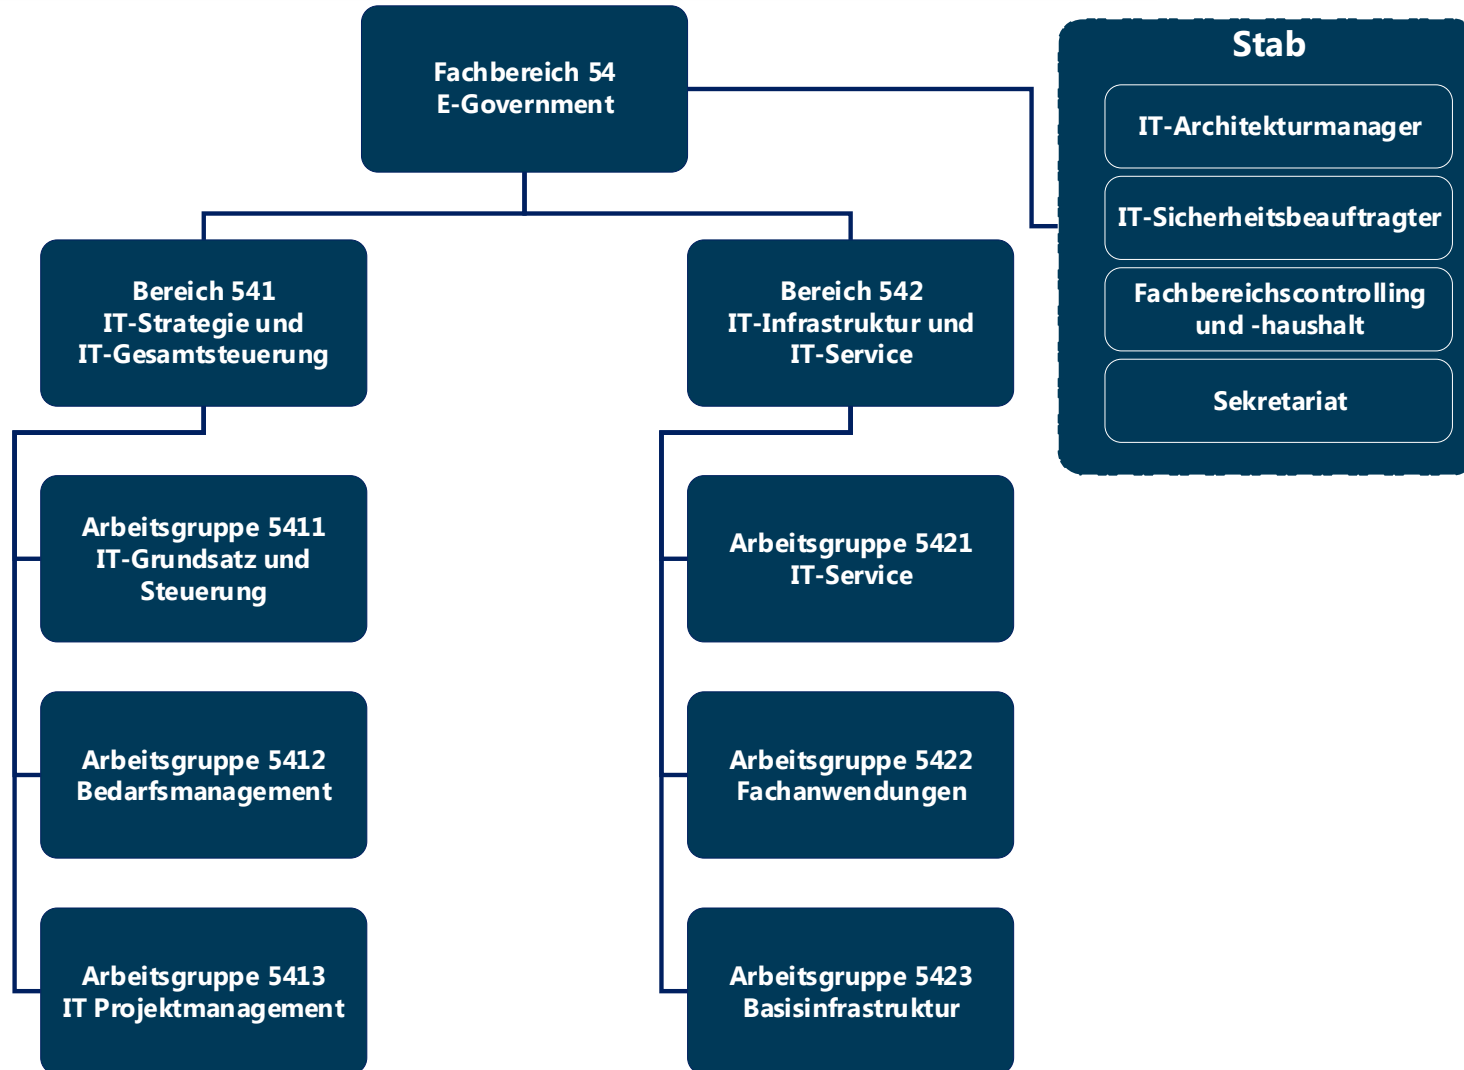 Fachbereich 54
E-Government
Stab
IT-Architekturmanager
IT-Sicherheitsbeauftragter
Fachbereichscontrolling
und -haushalt
Sekretariat
Bereich 541
IT-Strategie und
IT-Gesamtsteuerung
Bereich 542
IT-Infrastruktur und
IT-Service
Arbeitsgruppe 5411
IT-Grundsatz und
Steuerung
Arbeitsgruppe 5421
IT-Service
Arbeitsgruppe 5412
Bedarfsmanagement
Arbeitsgruppe 5422
Fachanwendungen
Arbeitsgruppe 5413
IT Projektmanagement
Arbeitsgruppe 5423
Basisinfrastruktur